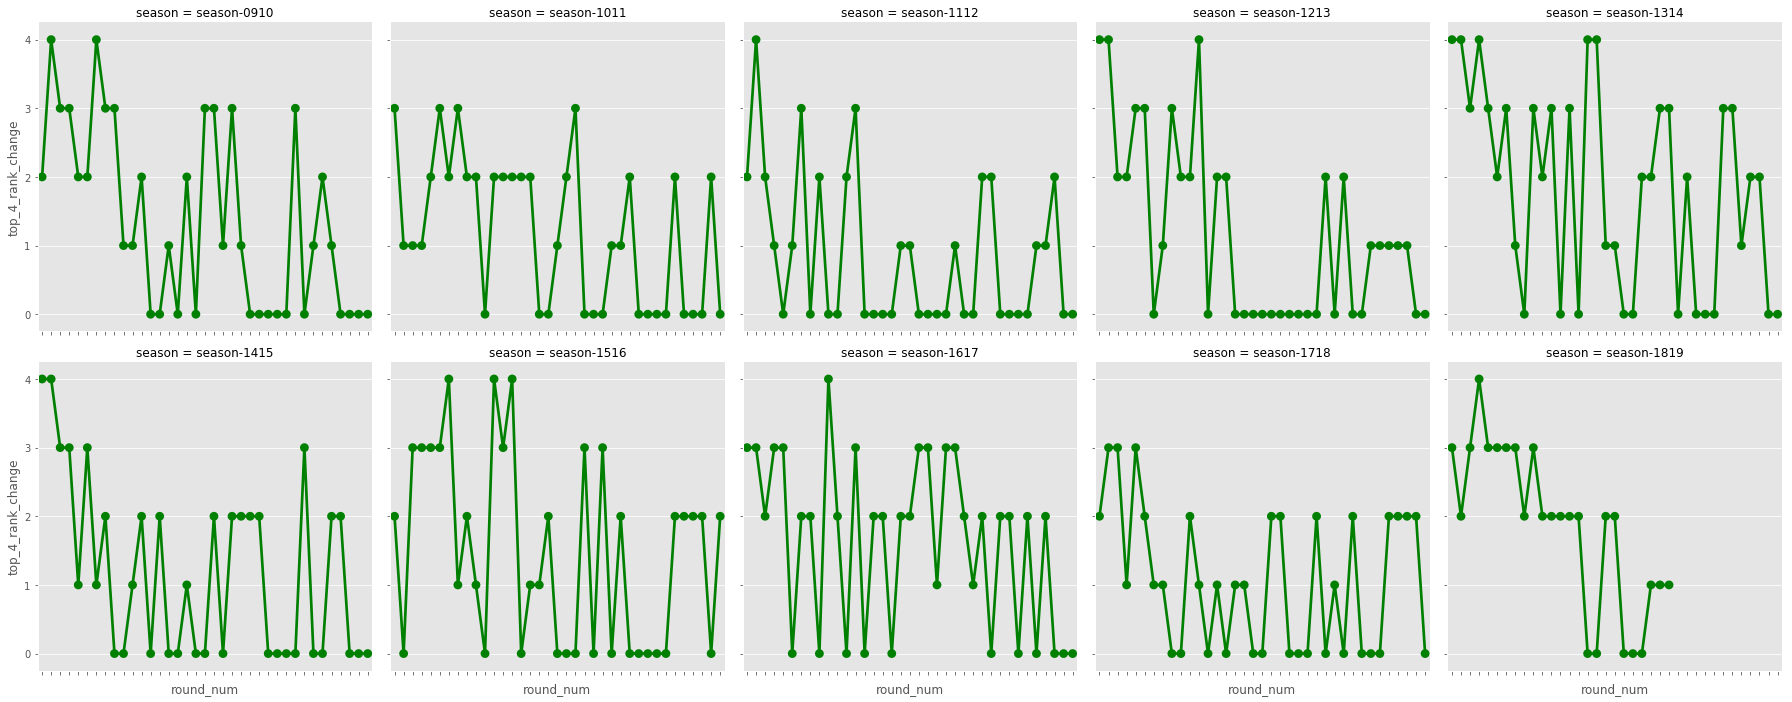 season = season-0910
season = season-1011
season = season-1112
season = season-1213
season = season-1314
4
3
2
1
0
top_4_rank_change
season = season-1415
season = season-1516
season = season-1617
season = season-1718
season = season-1819
4
3
2
1
0
top_4_rank_change
round_num
round_num
round_num
round_num
round_num